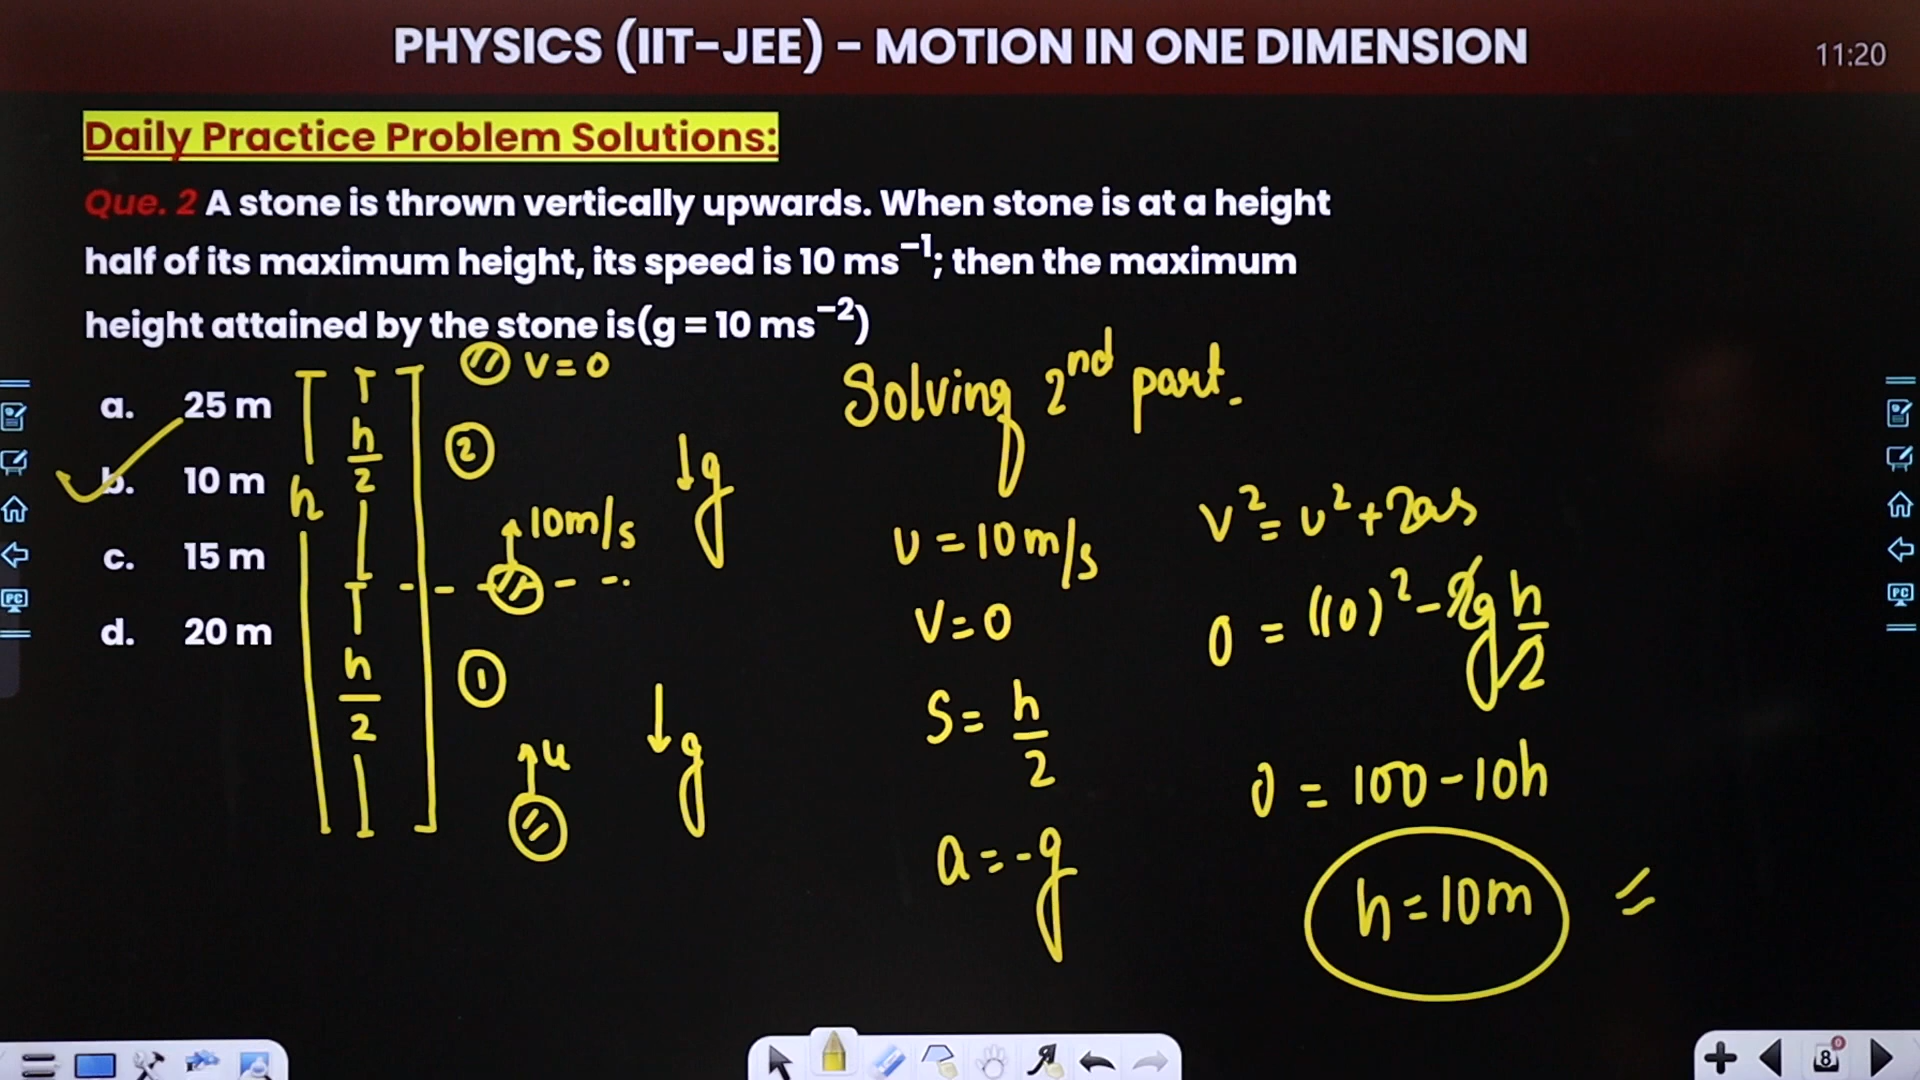 PHYSICS (IIT-JEE) - MOTION IN ONE DIMENSION
11:20
Daily Practice Problem Solutions:
Que. 2 A stone is thrown vertically upwards. When stone is at a height
half of its maximum height, its speed is 10 ms⁻¹; then the maximum
height attained by the stone is(g = 10 ms⁻²)
a. 25 m
b. 10 m
c. 15 m
d. 20 m
h
h/2
h/2
V=0
②
↓g
10m/s
①
↓g
u
Solving 2nd part.
u = 10 m/s
V=0
S= h/2
a=-g
V²= u²+2as
0 = (10)²-2g h/2
0 = 100-10h
h=10m
PC
PC
8
0